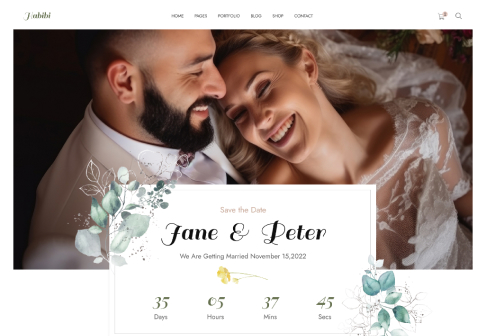 Habibi
HOME PAGES PORTFOLIO BLOG SHOP CONTACT
Save the Date
Jane & Peter
We Are Getting Married November 15,2022
35 05 37 45
Days Hours Mins Secs